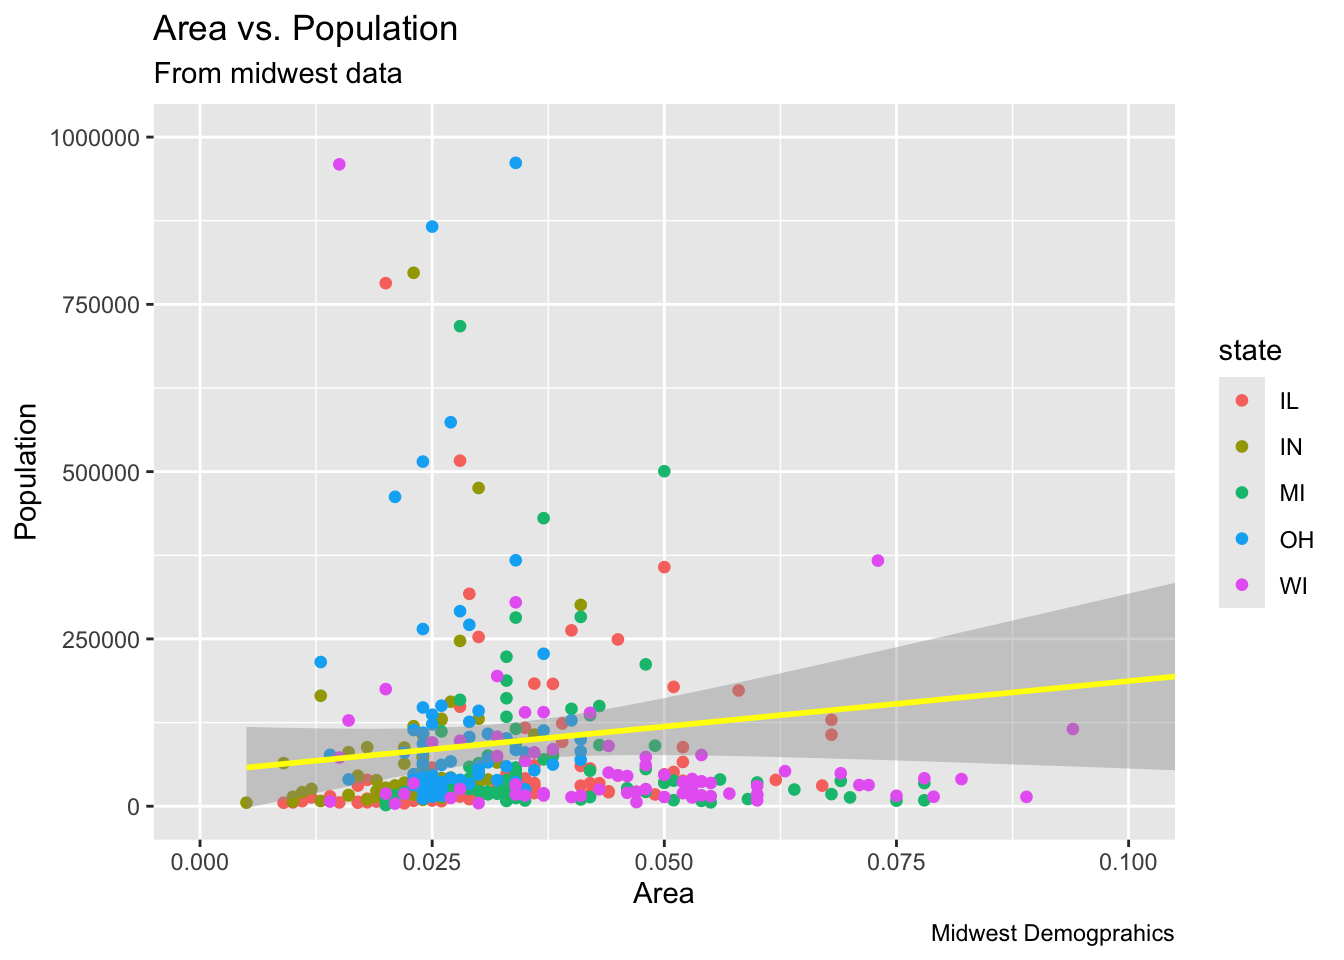 Area vs. Population
From midwest data
1000000
750000
500000
250000
0
Population
0.000
0.025
0.050
0.075
0.100
Area
state
IL
IN
MI
OH
WI
Midwest Demogprahics